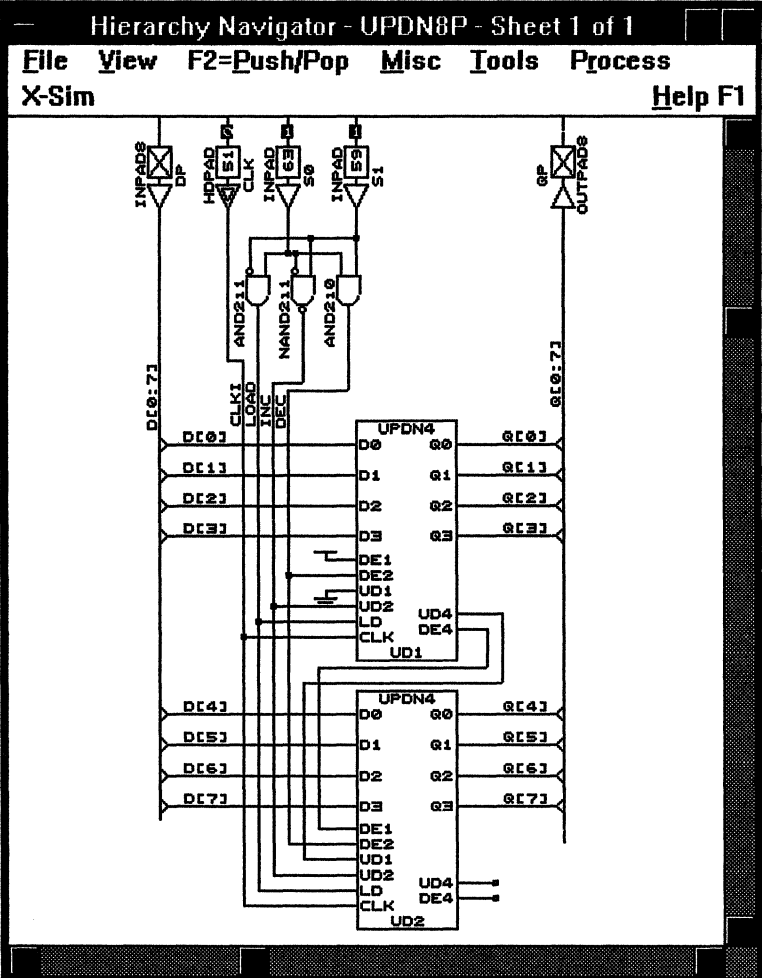 Hierarchy Navigator - UPDN8P - Sheet 1 of 1
File View F2=Push/Pop Misc Tools Process
X-Sim Help F1
INPAD8 DP
HDPAD 51 CLK
INPAD 63 S0
INPAD 59 S1
QP OUTPAD8
AND2i1
NAND2i1
AND2i0
D[0:7]
CLKI
LOAD
INC
DEC
Q[0:7]
UPDN4
D[0] D0 Q0 Q[0]
D[1] D1 Q1 Q[1]
D[2] D2 Q2 Q[2]
D[3] D3 Q3 Q[3]
DE1
DE2
UD1
UD2 UD4
LD DE4
CLK
UD1
UPDN4
D[4] D0 Q0 Q[4]
D[5] D1 Q1 Q[5]
D[6] D2 Q2 Q[6]
D[7] D3 Q3 Q[7]
DE1
DE2
UD1
UD2 UD4
LD DE4
CLK
UD2